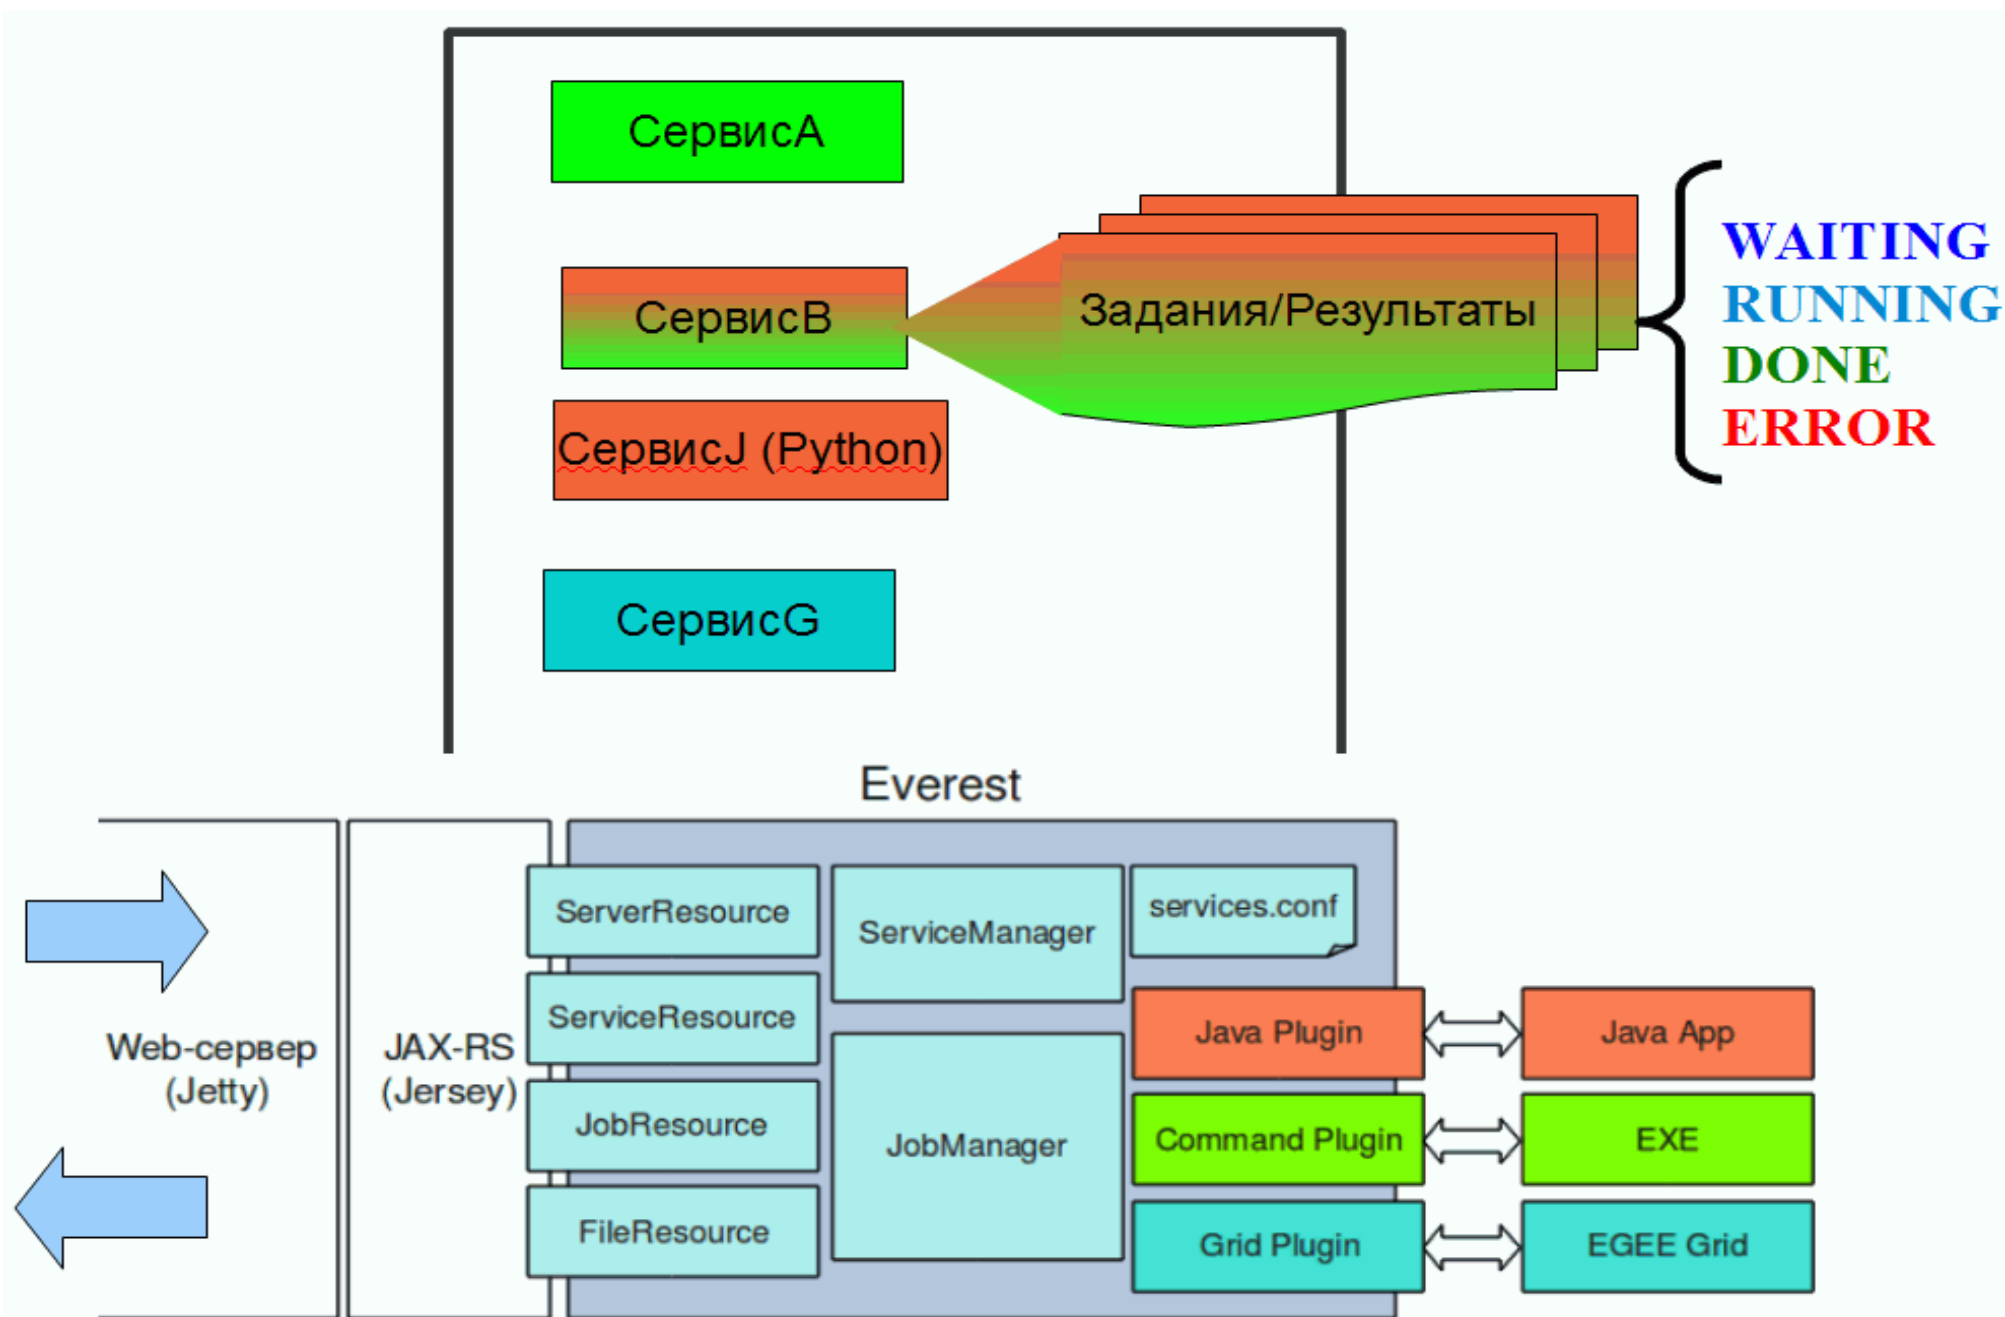 СервисA
СервисB
Задания/Результаты
WAITING
RUNNING
DONE
ERROR
СервисJ (Python)
СервисG
Everest
Web-сервер
(Jetty)
JAX-RS
(Jersey)
ServerResource
ServiceResource
JobResource
FileResource
ServiceManager
JobManager
services.conf
Java Plugin
Java App
Command Plugin
EXE
Grid Plugin
EGEE Grid